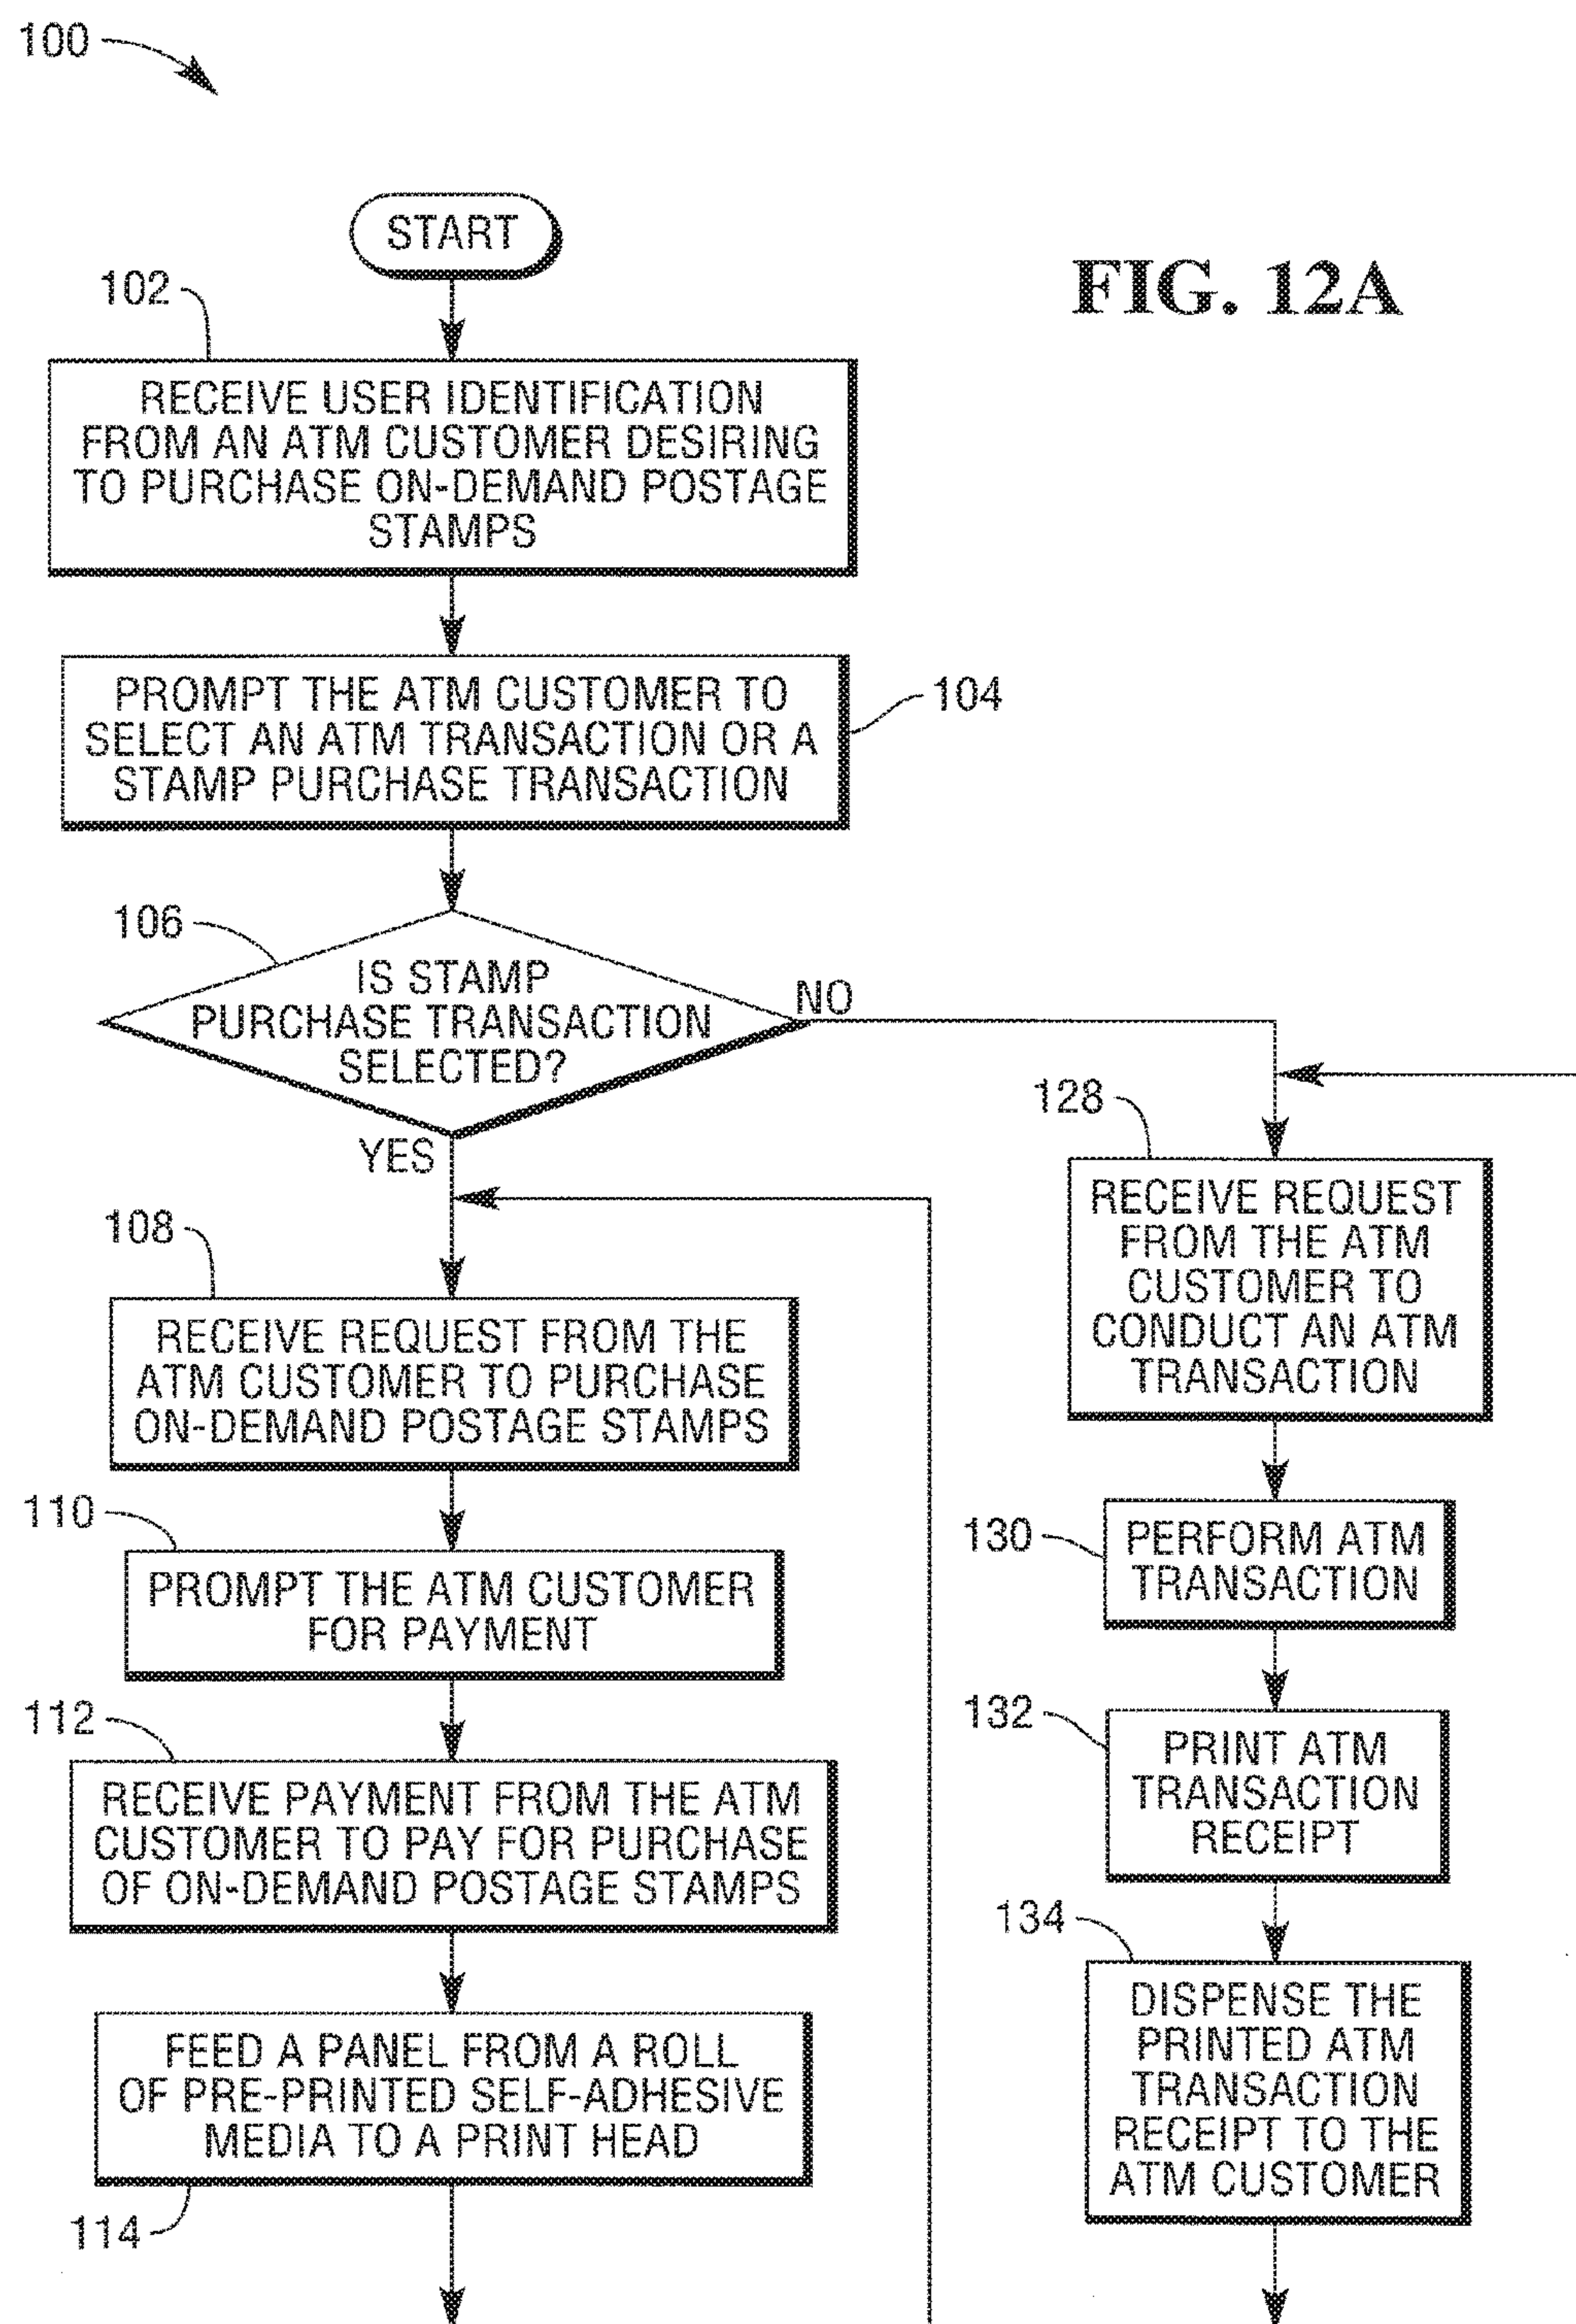 100
START
FIG. 12A
102
RECEIVE USER IDENTIFICATION
FROM AN ATM CUSTOMER DESIRING
TO PURCHASE ON-DEMAND POSTAGE
STAMPS
PROMPT THE ATM CUSTOMER TO
SELECT AN ATM TRANSACTION OR A
STAMP PURCHASE TRANSACTION
104
106
IS STAMP
PURCHASE TRANSACTION
SELECTED?
NO
YES
108
RECEIVE REQUEST FROM THE
ATM CUSTOMER TO PURCHASE
ON-DEMAND POSTAGE STAMPS
110
PROMPT THE ATM CUSTOMER
FOR PAYMENT
112
RECEIVE PAYMENT FROM THE ATM
CUSTOMER TO PAY FOR PURCHASE
OF ON-DEMAND POSTAGE STAMPS
FEED A PANEL FROM A ROLL
OF PRE-PRINTED SELF-ADHESIVE
MEDIA TO A PRINT HEAD
114
128
RECEIVE REQUEST
FROM THE ATM
CUSTOMER TO
CONDUCT AN ATM
TRANSACTION
130
PERFORM ATM
TRANSACTION
132
PRINT ATM
TRANSACTION
RECEIPT
134
DISPENSE THE
PRINTED ATM
TRANSACTION
RECEIPT TO THE
ATM CUSTOMER